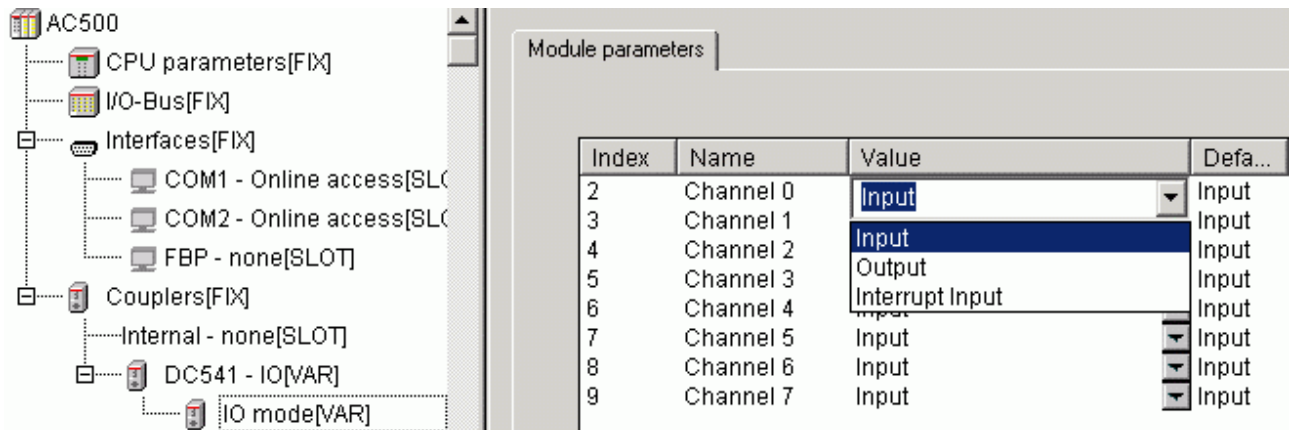 AC500
CPU parameters[FIX]
I/O-Bus[FIX]
Interfaces[FIX]
COM1 - Online access[SL
COM2 - Online access[SL
FBP - none[SLOT]
Couplers[FIX]
Internal - none[SLOT]
DC541 - IO[VAR]
IO mode[VAR]
Module parameters
Index Name Value Defa...
2 Channel 0 Input Input
3 Channel 1 Input
4 Channel 2 Input
5 Channel 3 Input
6 Channel 4 Input
7 Channel 5 Input Input
8 Channel 6 Input Input
9 Channel 7 Input Input
Input
Output
Interrupt Input